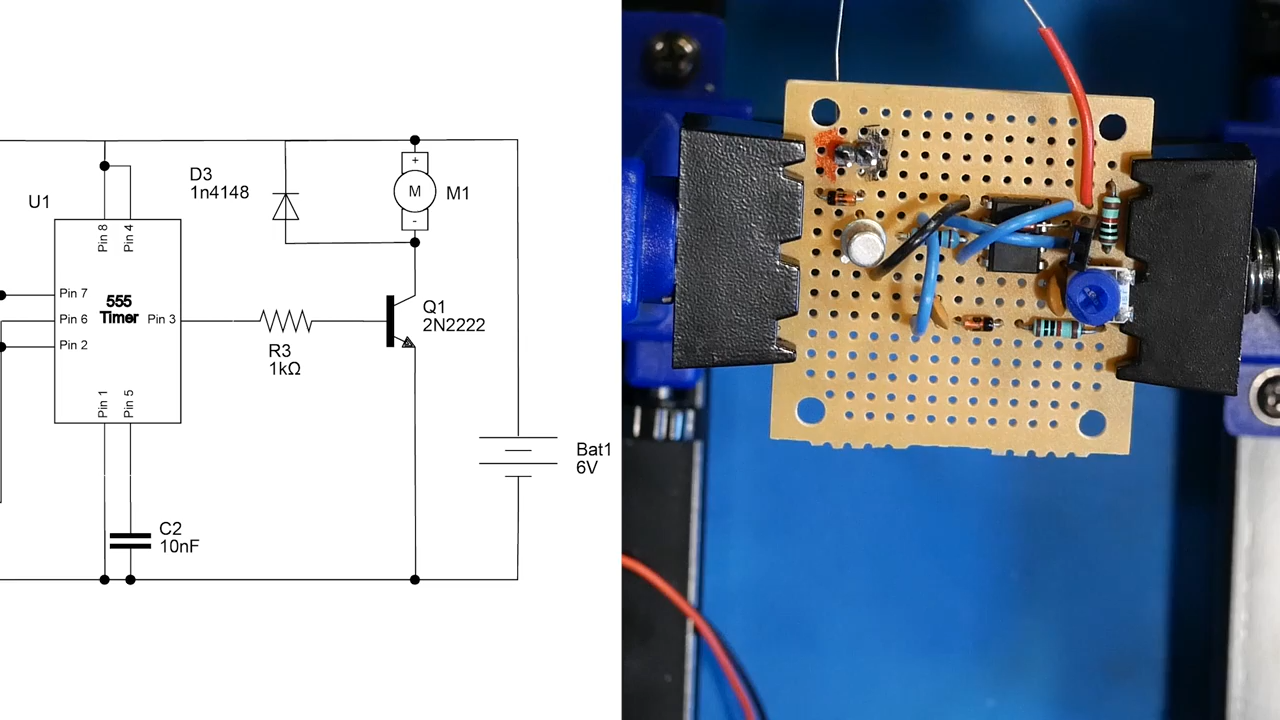 D3
1n4148
M1
+
M
-
U1
Pin 8
Pin 4
Pin 7
Pin 6
Pin 2
555
Timer
Pin 3
Pin 1
Pin 5
R3
1kΩ
Q1
2N2222
Bat1
6V
C2
10nF